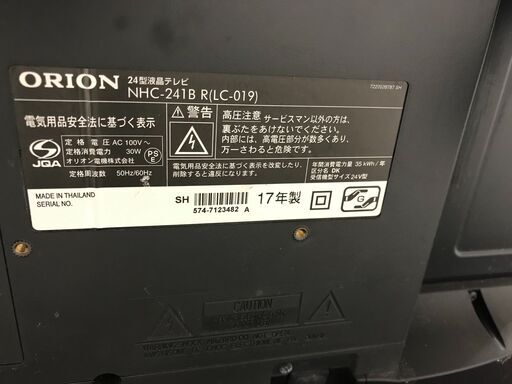 ORION
24型液晶テレビ
NHC-241B R(LC-019)
電気用品安全法に基づく表示
JQA
定格電圧 AC 100V~
定格消費電力 30W
オリオン電機株式会社
定格周波数 50Hz/60Hz
PS
E
⚠警告
高圧注意 サービスマン以外の方は、
裏ぶたをあけないでください。
内部には、高電圧部分が数多くあり、
万一さわると危険です。
電気用品安全法に基づく表示を改変したり、
削除すると違反になります。
年間消費電力量 35 kWh/年
区分名 DK
受信機型サイズ 24V型
MADE IN THAILAND
SERIAL NO.
SH
574-7123482 A
17年製
G
CAUTION